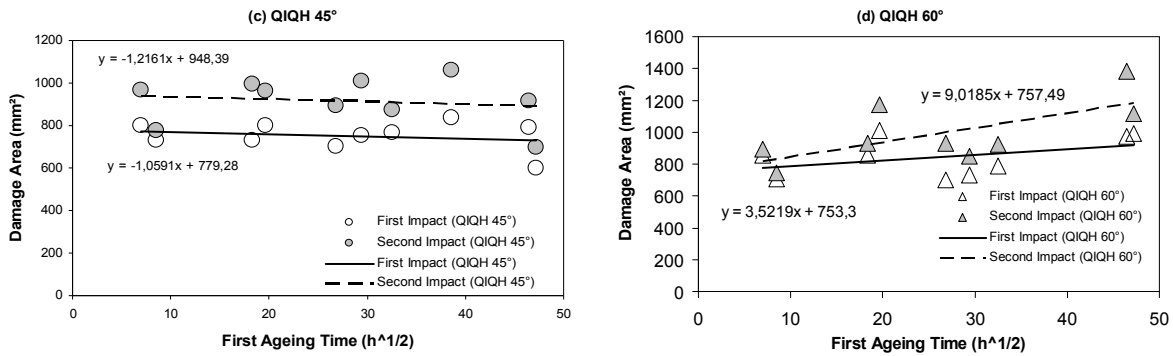 (c) QIQH 45°
1200
1000
800
600
400
200
0
y = -1,2161x + 948,39
y = -1,0591x + 779,28
First Impact (QIQH 45°)
Second Impact (QIQH 45°)
First Impact (QIQH 45°)
Second Impact (QIQH 45°)
0 10 20 30 40 50
First Ageing Time (h^1/2)
Damage Area (mm²)
(d) QIQH 60°
1600
1400
1200
1000
800
600
400
200
0
y = 9,0185x + 757,49
y = 3,5219x + 753,3
First Impact (QIQH 60°)
Second Impact (QIQH 60°)
First Impact (QIQH 60°)
Second Impact (QIQH 60°)
0 10 20 30 40 50
First Ageing Time (h^1/2)
Damage Area (mm²)